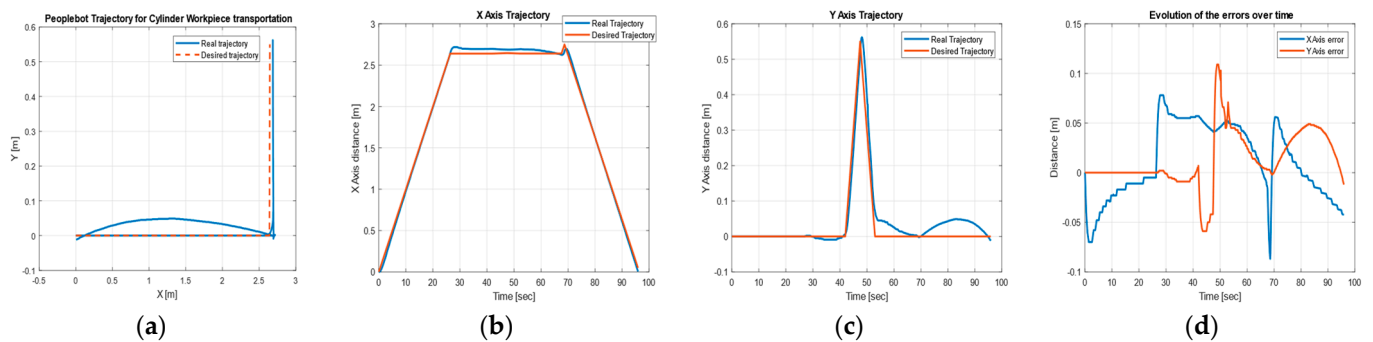 Peoplebot Trajectory for Cylinder Workpiece transportation
0.6
0.5
0.4
0.3
0.2
0.1
0
-0.1
Y [m]
Real trajectory
Desired trajectory
-0.5
0
0.5
1
1.5
2
2.5
3
X [m]
(a)
X Axis Trajectory
3
2.5
2
1.5
1
0.5
0
X Axis distance [m]
Real Trajectory
Desired Trajectory
0
10
20
30
40
50
60
70
80
90
100
Time [sec]
(b)
Y Axis Trajectory
0.6
0.5
0.4
0.3
0.2
0.1
0
-0.1
Y Axis distance [m]
Real Trajectory
Desired Trajectory
0
10
20
30
40
50
60
70
80
90
100
Time [sec]
(c)
Evolution of the errors over time
0.15
0.1
0.05
0
-0.05
-0.1
Distance [m]
X Axis error
Y Axis error
0
10
20
30
40
50
60
70
80
90
100
Time [sec]
(d)